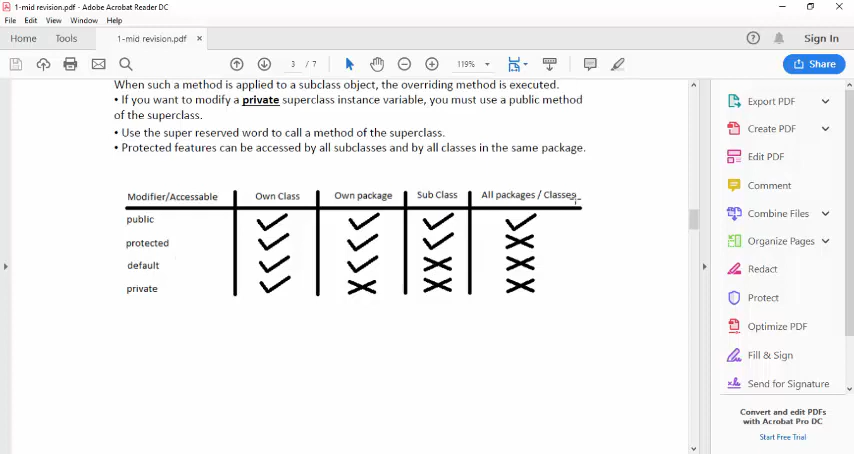 1-mid revision.pdf - Adobe Acrobat Reader DC
File Edit View Window Help
Home Tools 1-mid revision.pdf × Sign In
3 / 7 119% Share
When such a method is applied to a subclass object, the overriding method is executed.
• If you want to modify a private superclass instance variable, you must use a public method
of the superclass.
• Use the super reserved word to call a method of the superclass.
• Protected features can be accessed by all subclasses and by all classes in the same package.
Modifier/Accessable Own Class Own package Sub Class All packages / Classes
public
protected
default
private
Export PDF
Create PDF
Edit PDF
Comment
Combine Files
Organize Pages
Redact
Protect
Optimize PDF
Fill & Sign
Send for Signature
Convert and edit PDFs
with Acrobat Pro DC
Start Free Trial